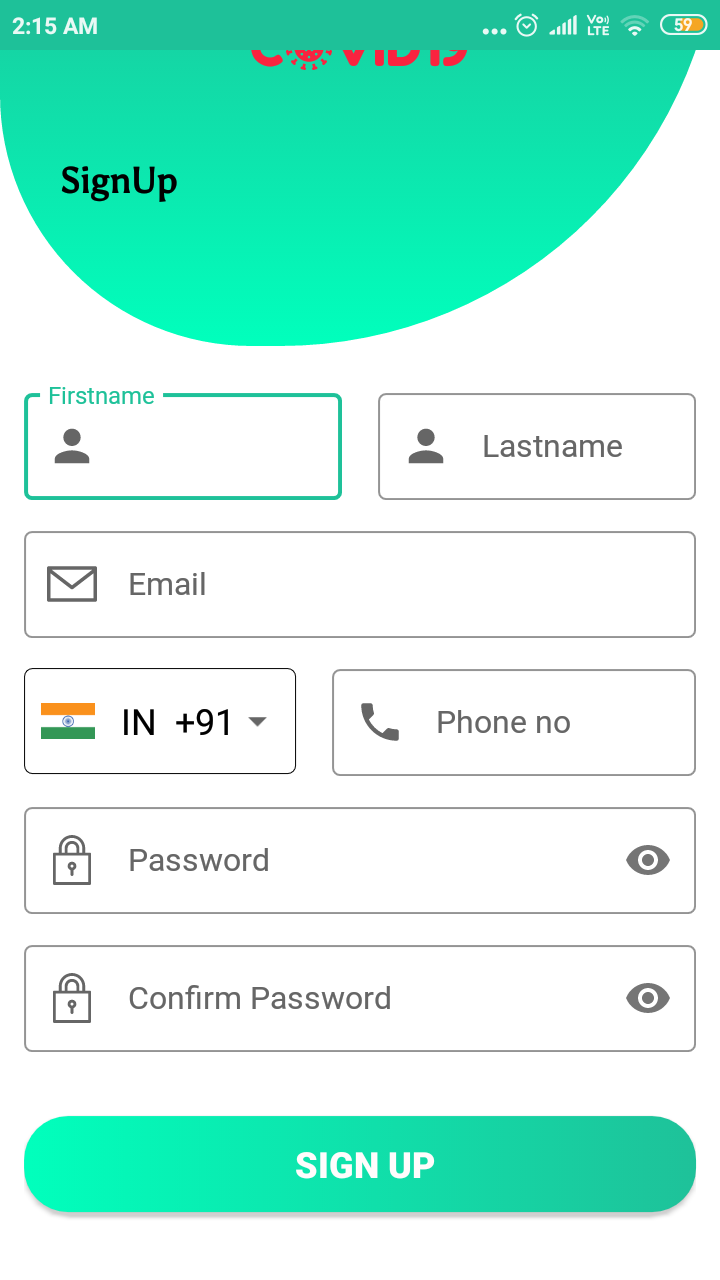 2:15 AM
Vo LTE
59
COVID19
SignUp
Firstname
Lastname
Email
IN +91
Phone no
Password
Confirm Password
SIGN UP